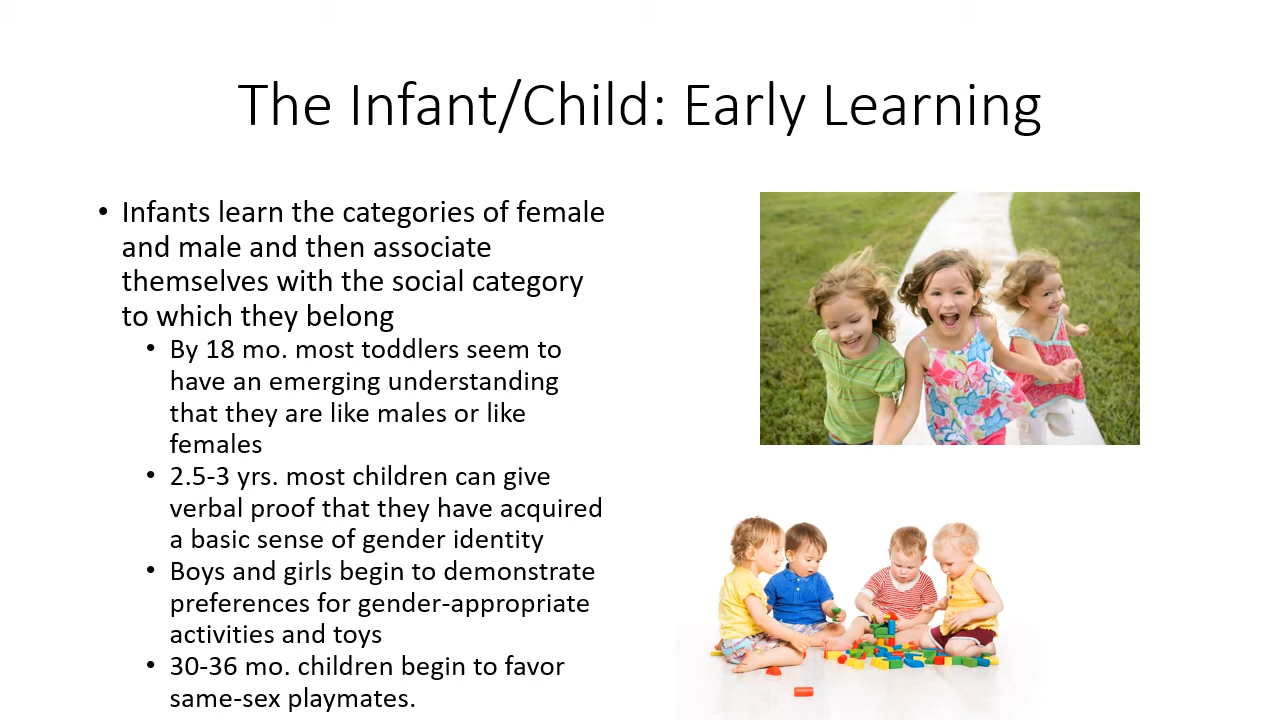 The Infant/Child: Early Learning
• Infants learn the categories of female
and male and then associate
themselves with the social category
to which they belong
• By 18 mo. most toddlers seem to
have an emerging understanding
that they are like males or like
females
• 2.5-3 yrs. most children can give
verbal proof that they have acquired
a basic sense of gender identity
• Boys and girls begin to demonstrate
preferences for gender-appropriate
activities and toys
• 30-36 mo. children begin to favor
same-sex playmates.